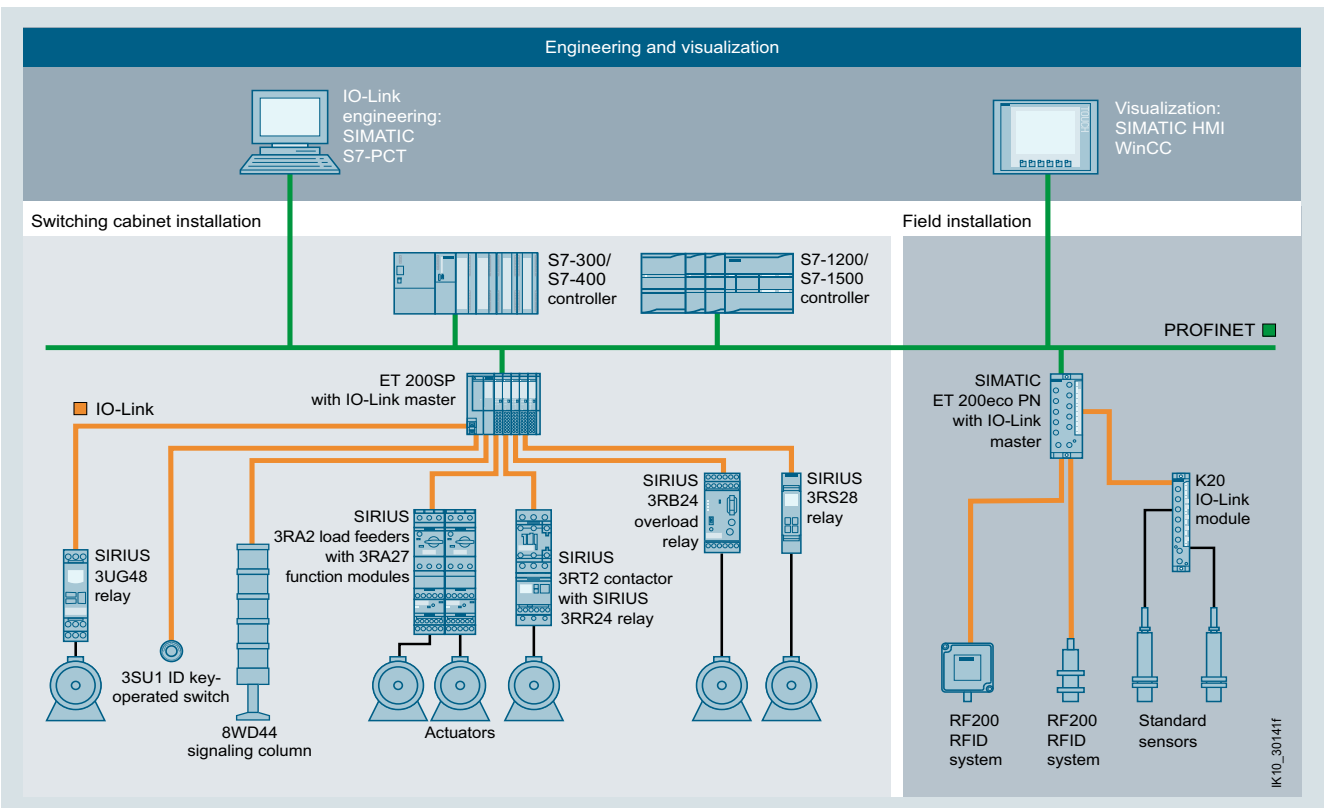 Engineering and visualization
IO-Link
engineering:
SIMATIC
S7-PCT
Visualization:
SIMATIC HMI
WinCC
Switching cabinet installation
Field installation
S7-300/
S7-400
controller
S7-1200/
S7-1500
controller
PROFINET
ET 200SP
with IO-Link master
SIMATIC
ET 200eco PN
with IO-Link
master
IO-Link
SIRIUS
3UG48
relay
3SU1 ID key-
operated switch
8WD44
signaling column
SIRIUS
3RA2 load feeders
with 3RA27
function modules
SIRIUS
3RT2 contactor
with SIRIUS
3RR24 relay
Actuators
SIRIUS
3RB24
overload
relay
SIRIUS
3RS28
relay
K20
IO-Link
module
RF200
RFID
system
RF200
RFID
system
Standard
sensors
IK10_30141f